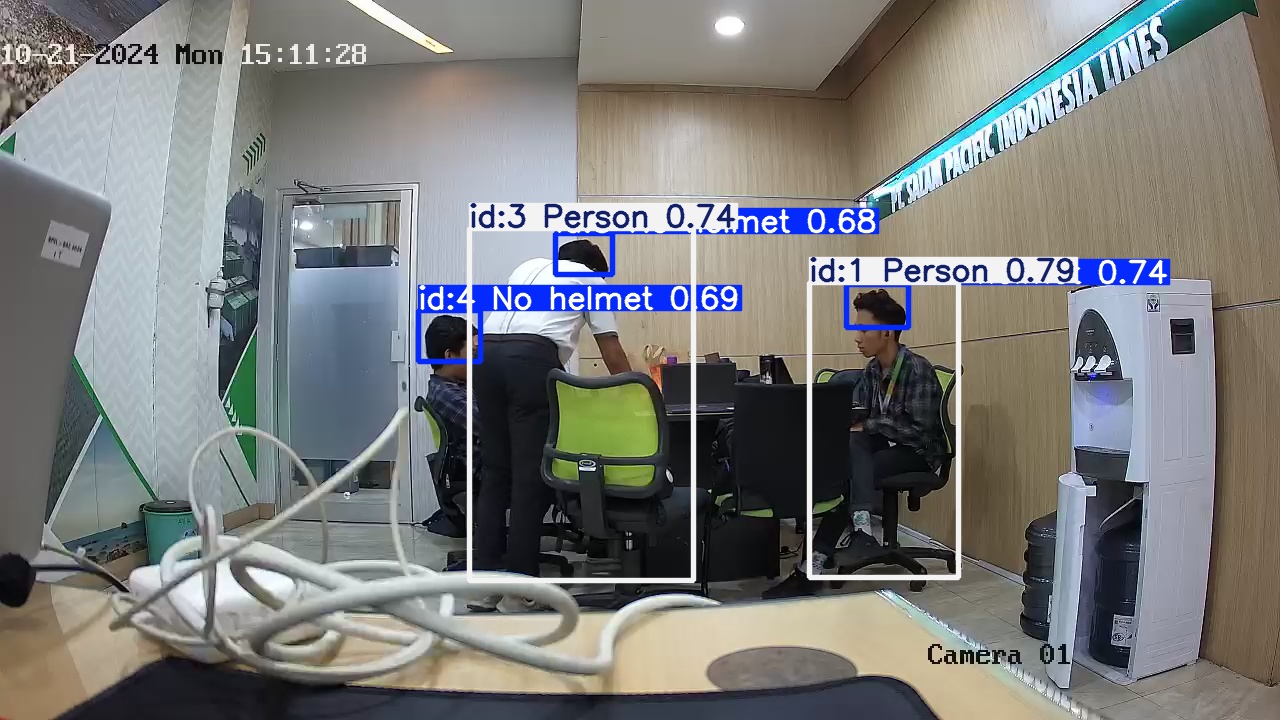 10-21-2024 Mon 15:11:28
PT. SALAM PACIFIC INDONESIA LINES
id:3 Person 0.74
helmet 0.68
id:1 Person 0.79
0.74
id:4 No helmet 0.69
Camera 01